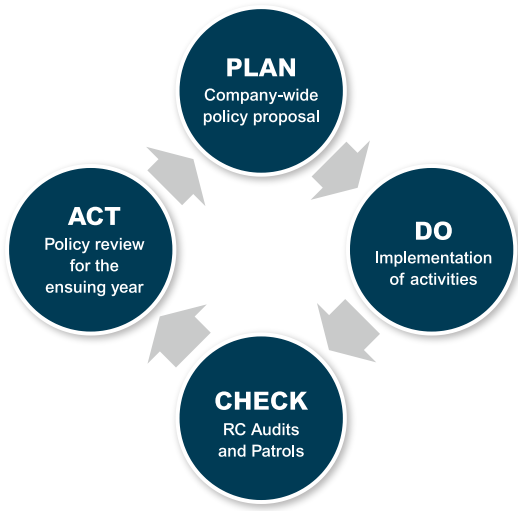 PLAN
Company-wide
policy proposal
DO
Implementation
of activities
CHECK
RC Audits
and Patrols
ACT
Policy review
for the
ensuing year